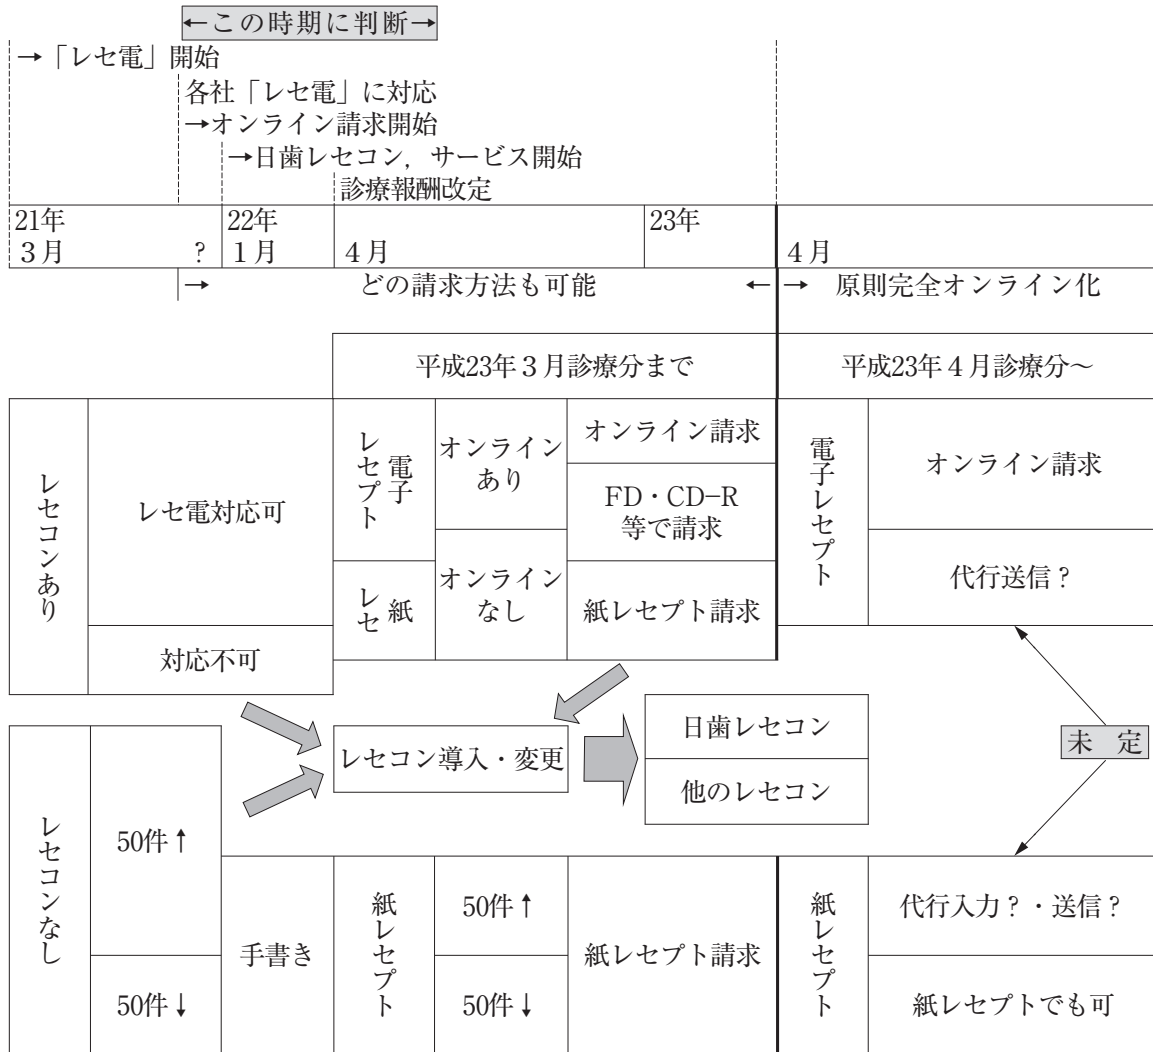 ←この時期に判断→
→「レセ電」開始
各社「レセ電」に対応
→オンライン請求開始
→日歯レセコン，サービス開始
診療報酬改定
21年
３月
？
22年
１月
４月
23年
４月
→ どの請求方法も可能 ←
→ 原則完全オンライン化
平成23年３月診療分まで
平成23年４月診療分～
レセコンあり
レセ電対応可
対応不可
電子
レセプト
紙
レセ
オンライン
あり
オンライン
なし
オンライン請求
FD・CD−R
等で請求
紙レセプト請求
電子レセプト
オンライン請求
代行送信？
レセコン導入・変更
日歯レセコン
他のレセコン
未　定
レセコンなし
50件↑
50件↓
手書き
紙レセプト
50件↑
50件↓
紙レセプト請求
紙レセプト
代行入力？・送信？
紙レセプトでも可